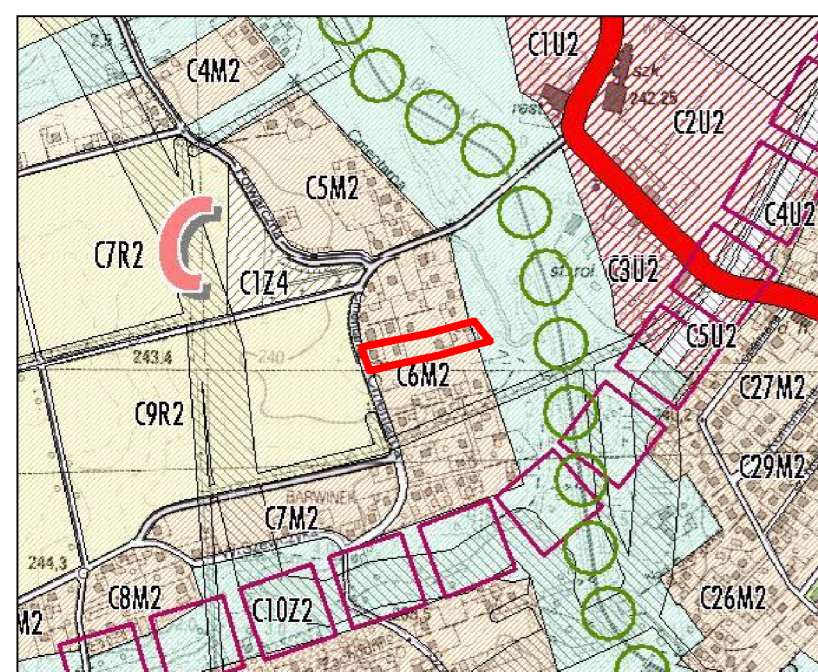 C1U2
szk.
rest.
242,25
C4M2
C2U2
C5M2
C4U2
C7R2
C3U2
C1Z4
C5U2
243.4
240
C6M2
C27M2
C9R2
C29M2
BARWINEK
C7M2
244,3
C8M2
C10Z2
C26M2
M2